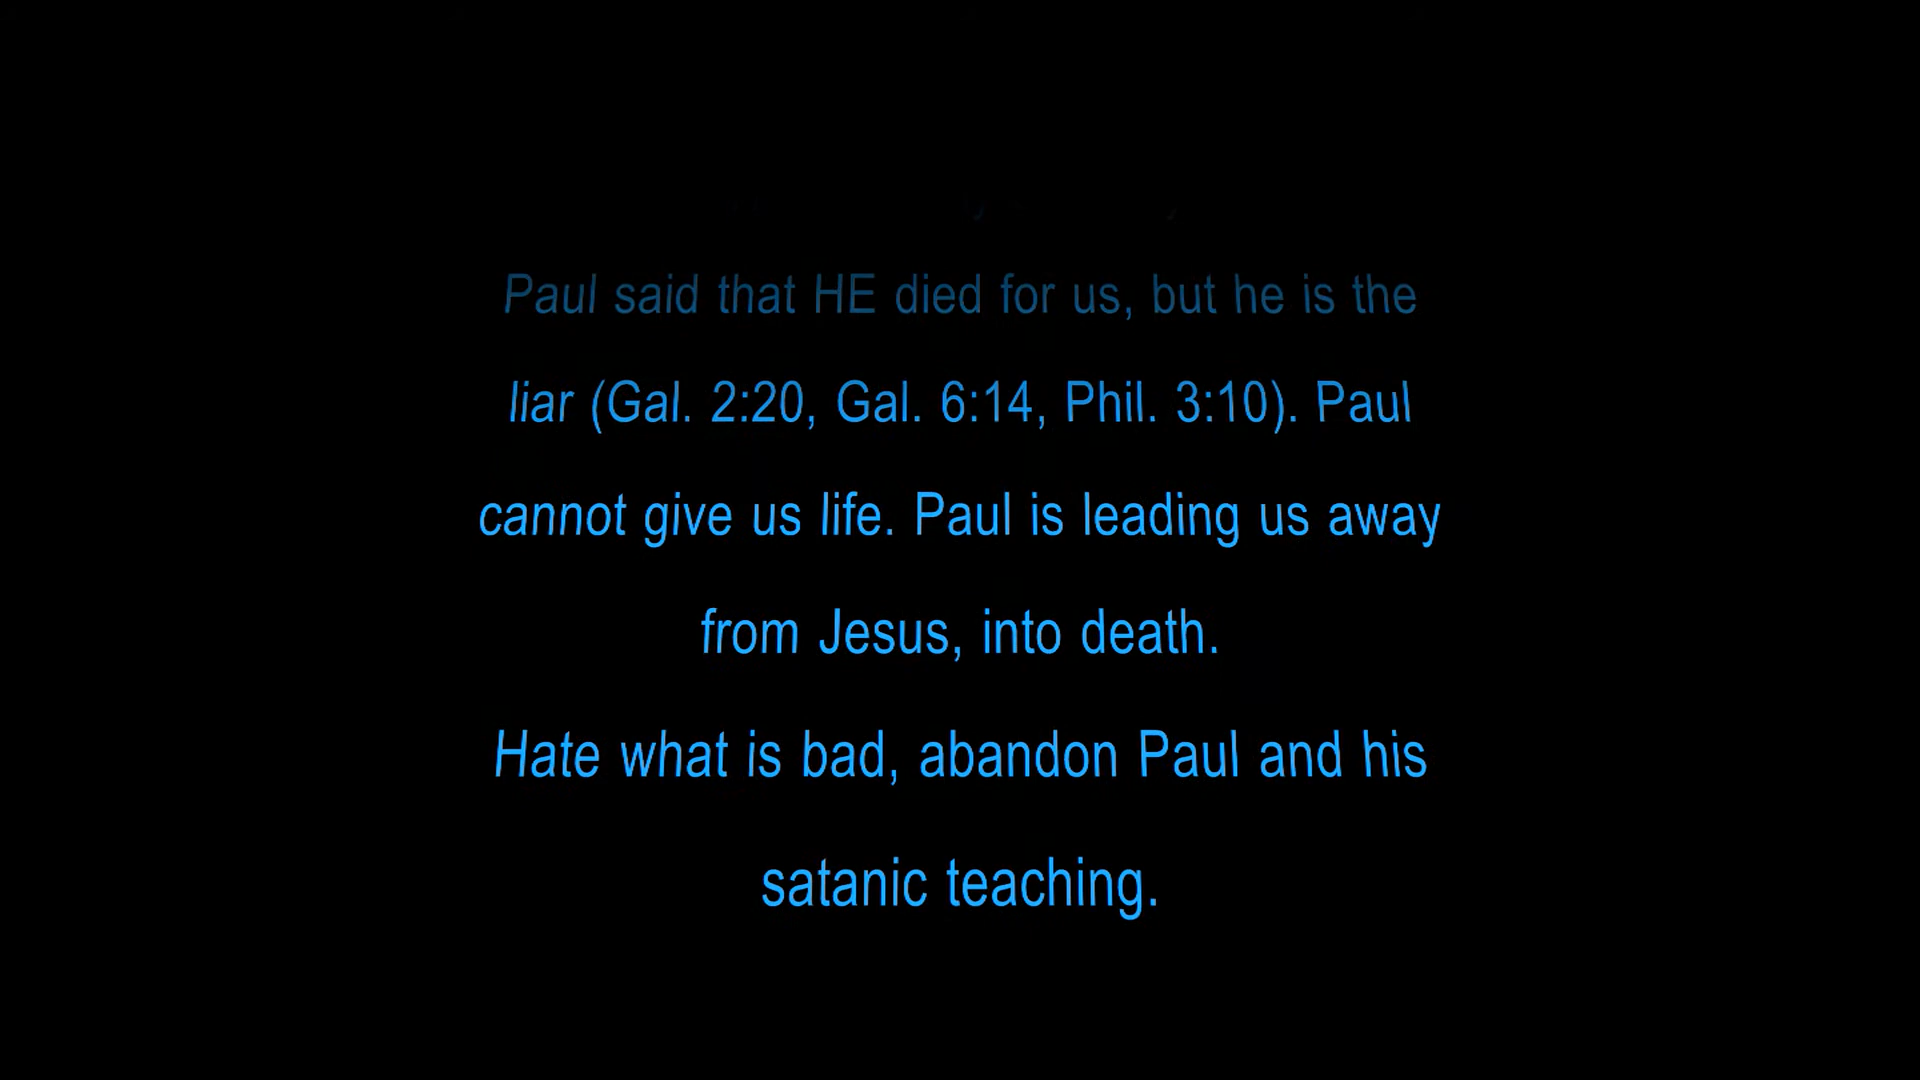 Paul said that HE died for us, but he is the
liar (Gal. 2:20, Gal. 6:14, Phil. 3:10). Paul
cannot give us life. Paul is leading us away
from Jesus, into death.
Hate what is bad, abandon Paul and his
satanic teaching.